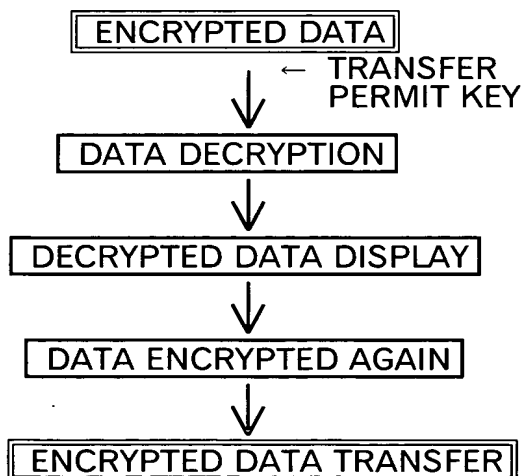 ENCRYPTED DATA
← TRANSFER
PERMIT KEY
DATA DECRYPTION
DECRYPTED DATA DISPLAY
DATA ENCRYPTED AGAIN
ENCRYPTED DATA TRANSFER